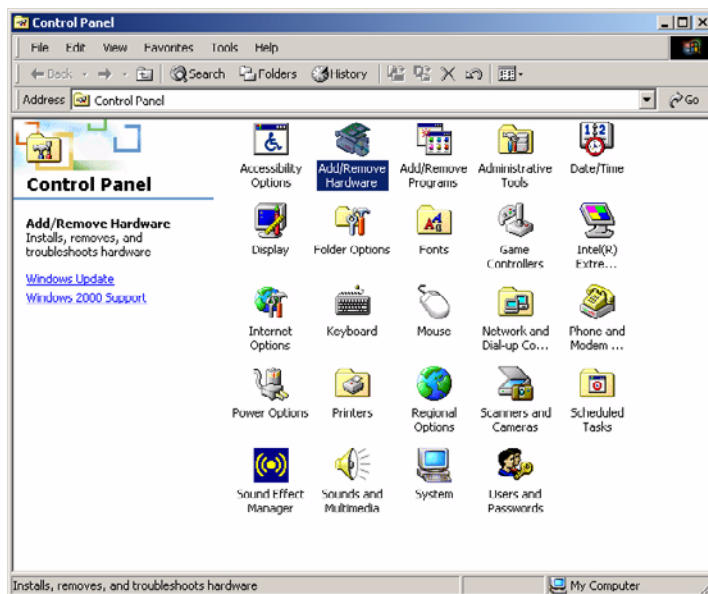 Control Panel
File Edit View Favorites Tools Help
Back Search Folders History
Address Control Panel Go
Control Panel
Add/Remove Hardware
Installs, removes, and
troubleshoots hardware
Windows Update
Windows 2000 Support
Accessibility
Options
Add/Remove
Hardware
Add/Remove
Programs
Administrative
Tools
Date/Time
Display
Folder Options
Fonts
Game
Controllers
Intel(R)
Extre...
Internet
Options
Keyboard
Mouse
Network and
Dial-up Co...
Phone and
Modem ...
Power Options
Printers
Regional
Options
Scanners and
Cameras
Scheduled
Tasks
Sound Effect
Manager
Sounds and
Multimedia
System
Users and
Passwords
Installs, removes, and troubleshoots hardware
My Computer